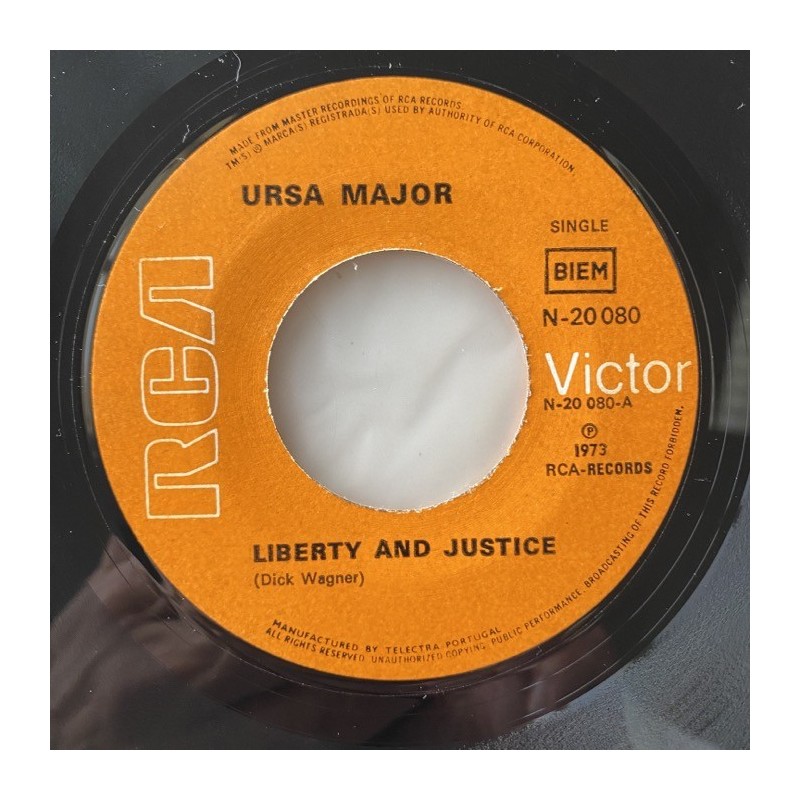 MADE FROM MASTER RECORDINGS OF RCA RECORDS
TM(S) ® MARCA(S) REGISTRADA(S) USED BY AUTHORITY OF RCA CORPORATION.
URSA MAJOR
SINGLE
BIEM
N-20 080
RCA
Victor
N-20 080-A
Ⓟ
1973
RCA-RECORDS
LIBERTY AND JUSTICE
(Dick Wagner)
MANUFACTURED BY TELECTRA/PORTUGAL
ALL RIGHTS RESERVED. UNAUTHORIZED COPYING, PUBLIC PERFORMANCE, BROADCASTING OF THIS RECORD FORBIDDEN.